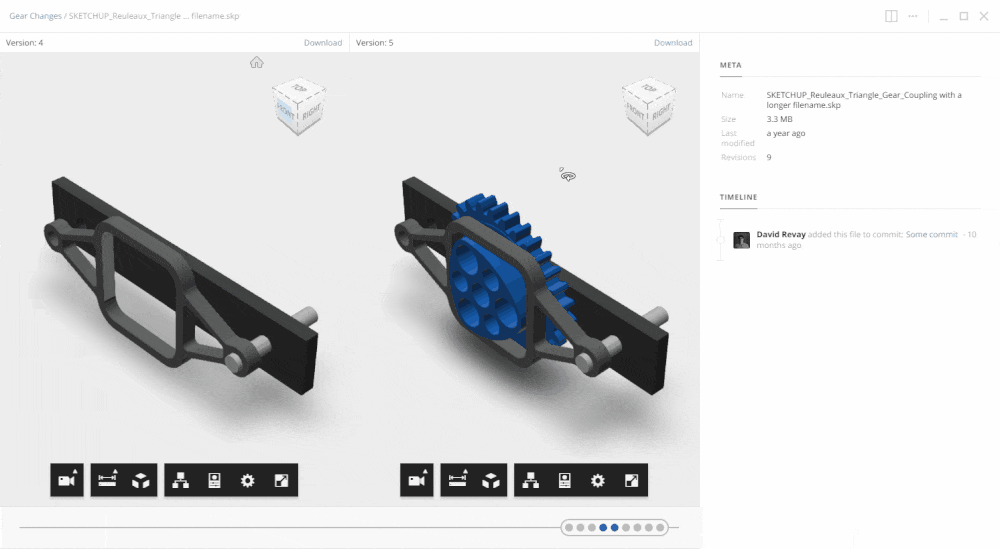 Gear Changes / SKETCHUP_Reuleaux_Triangle ... filename.skp
Version: 4
Download
Version: 5
Download
TOP
FRONT
RIGHT
TOP
FRONT
RIGHT
META
Name
SKETCHUP_Reuleaux_Triangle_Gear_Coupling with a
longer filename.skp
Size
3.3 MB
Last
modified
a year ago
Revisions
9
TIMELINE
David Revay added this file to commit: Some commit - 10
months ago